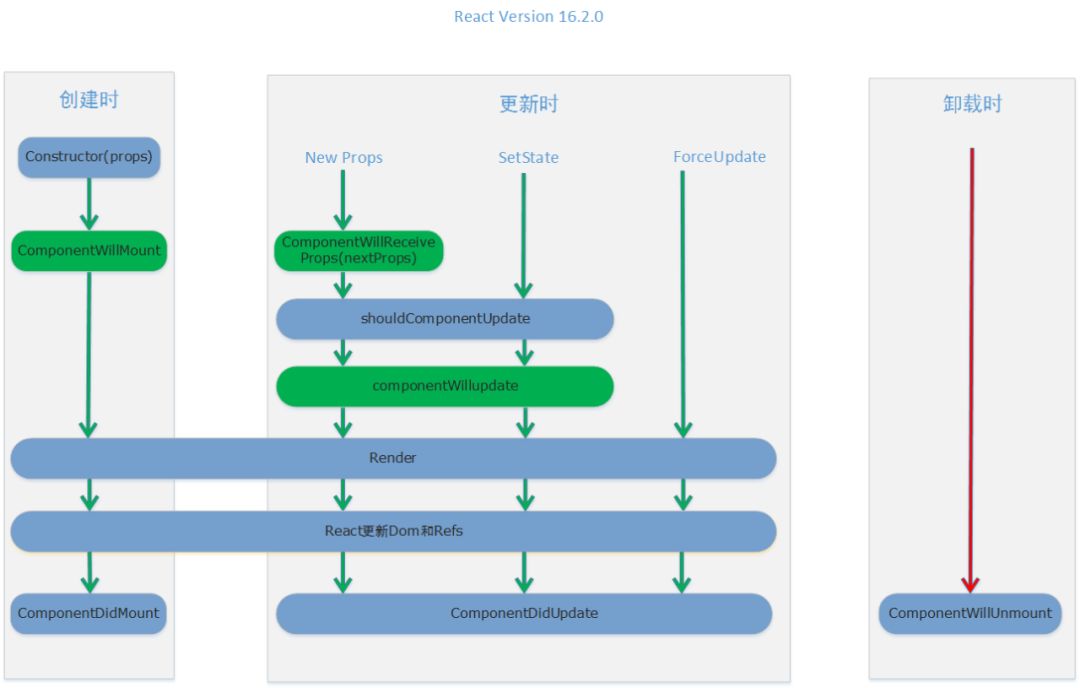 React Version 16.2.0
创建时
更新时
卸载时
Constructor(props)
New Props
SetState
ForceUpdate
ComponentWillMount
ComponentWillReceive
Props(nextProps)
shouldComponentUpdate
componentWillupdate
Render
React更新Dom和Refs
ComponentDidMount
ComponentDidUpdate
ComponentWillUnmount